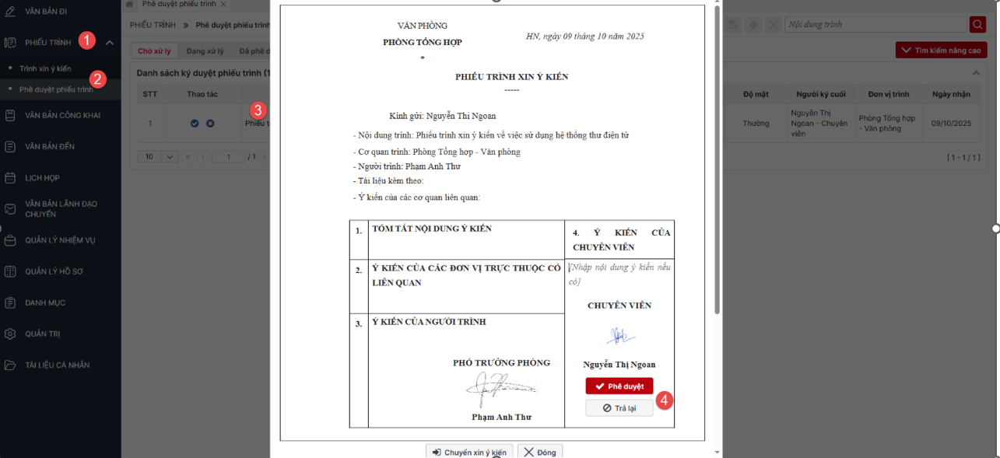 VĂN BẢN ĐI
PHIẾU TRÌNH
1
Trình xin ý kiến
2
Phê duyệt phiếu trình
VĂN BẢN CÔNG KHAI
VĂN BẢN ĐẾN
LỊCH HỌP
VĂN BẢN LÃNH ĐẠO
CHUYỂN
QUẢN LÝ NHIỆM VỤ
QUẢN LÝ HỒ SƠ
DANH MỤC
QUẢN TRỊ
TÀI LIỆU CÁ NHÂN
Phê duyệt phiếu trình
PHIẾU TRÌNH » Phê duyệt phiếu trình
Chờ xử lý Đang xử lý Đã phê d
Danh sách ký duyệt phiếu trình (1
STT Thao tác
3
1 Phiếu tr
10 « ‹ 1 / 1 ›
VĂN PHÒNG
PHÒNG TỔNG HỢP
*
HN, ngày 09 tháng 10 năm 2025
PHIẾU TRÌNH XIN Ý KIẾN
-----
Kính gửi: Nguyễn Thị Ngoan
- Nội dung trình: Phiếu trình xin ý kiến về việc sử dụng hệ thống thư điện tử
- Cơ quan trình: Phòng Tổng hợp - Văn phòng
- Người trình: Phạm Anh Thư
- Tài liệu kèm theo:
- Ý kiến của các cơ quan liên quan:
1. TÓM TẮT NỘI DUNG Ý KIẾN
2. Ý KIẾN CỦA CÁC ĐƠN VỊ TRỰC THUỘC CÓ
LIÊN QUAN
3. Ý KIẾN CỦA NGƯỜI TRÌNH
PHÓ TRƯỞNG PHÒNG
Phạm Anh Thư
4. Ý KIẾN CỦA
CHUYÊN VIÊN
[Nhập nội dung ý kiến nếu
có]
CHUYÊN VIÊN
Nguyễn Thị Ngoan
Phê duyệt
4
Trả lại
Chuyển xin ý kiến Đóng
Nội dung trình
Tìm kiếm nâng cao
Độ mật Người ký cuối Đơn vị trình Ngày nhận
Thường
Nguyễn Thị
Ngoan - Chuyên
viên
Phòng Tổng hợp
- Văn phòng
09/10/2025
[ 1 - 1 / 1 ]